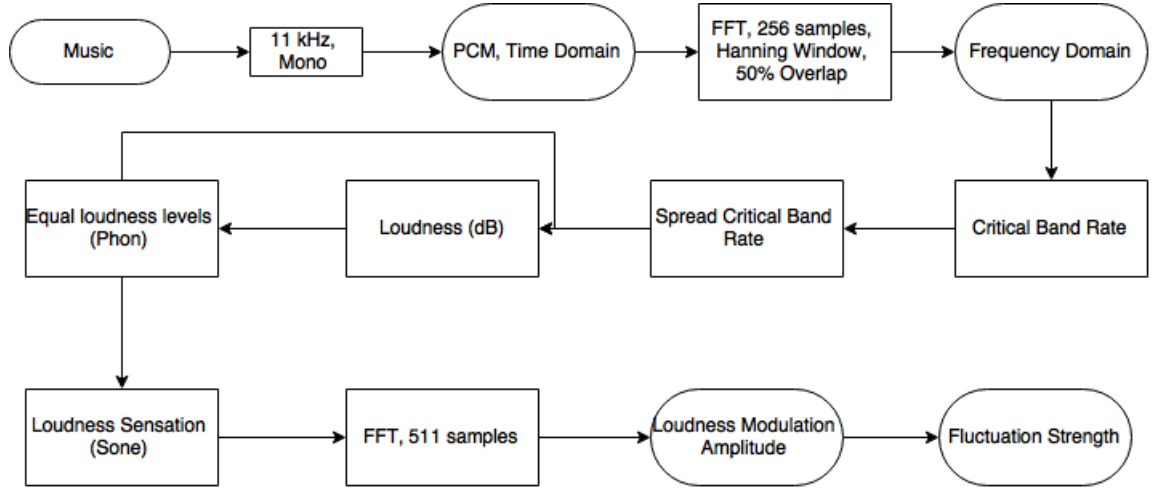 Music
11 kHz,
Mono
PCM, Time Domain
FFT, 256 samples,
Hanning Window,
50% Overlap
Frequency Domain
Equal loudness levels
(Phon)
Loudness (dB)
Spread Critical Band
Rate
Critical Band Rate
Loudness Sensation
(Sone)
FFT, 511 samples
Loudness Modulation
Amplitude
Fluctuation Strength